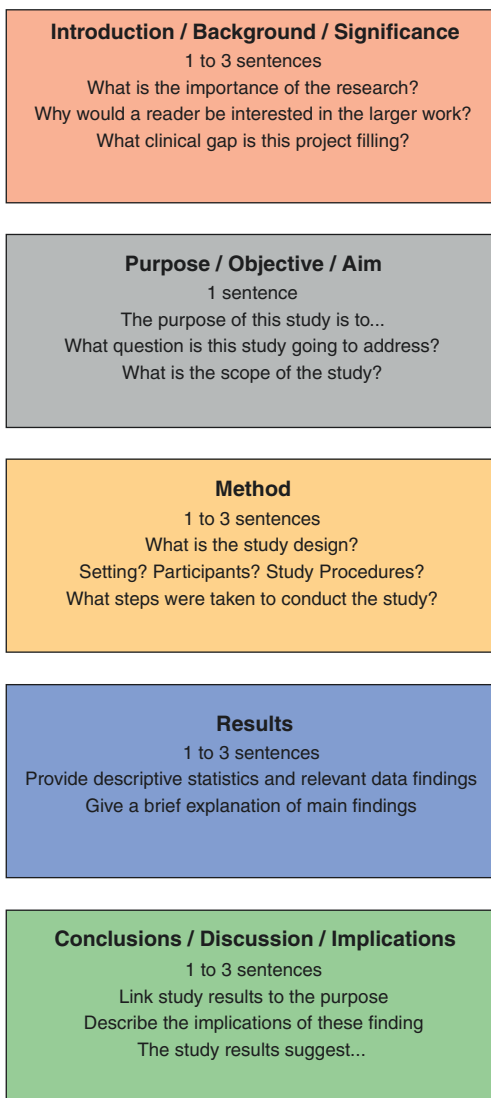 Introduction / Background / Significance
1 to 3 sentences
What is the importance of the research?
Why would a reader be interested in the larger work?
What clinical gap is this project filling?
Purpose / Objective / Aim
1 sentence
The purpose of this study is to...
What question is this study going to address?
What is the scope of the study?
Method
1 to 3 sentences
What is the study design?
Setting? Participants? Study Procedures?
What steps were taken to conduct the study?
Results
1 to 3 sentences
Provide descriptive statistics and relevant data findings
Give a brief explanation of main findings
Conclusions / Discussion / Implications
1 to 3 sentences
Link study results to the purpose
Describe the implications of these finding
The study results suggest...